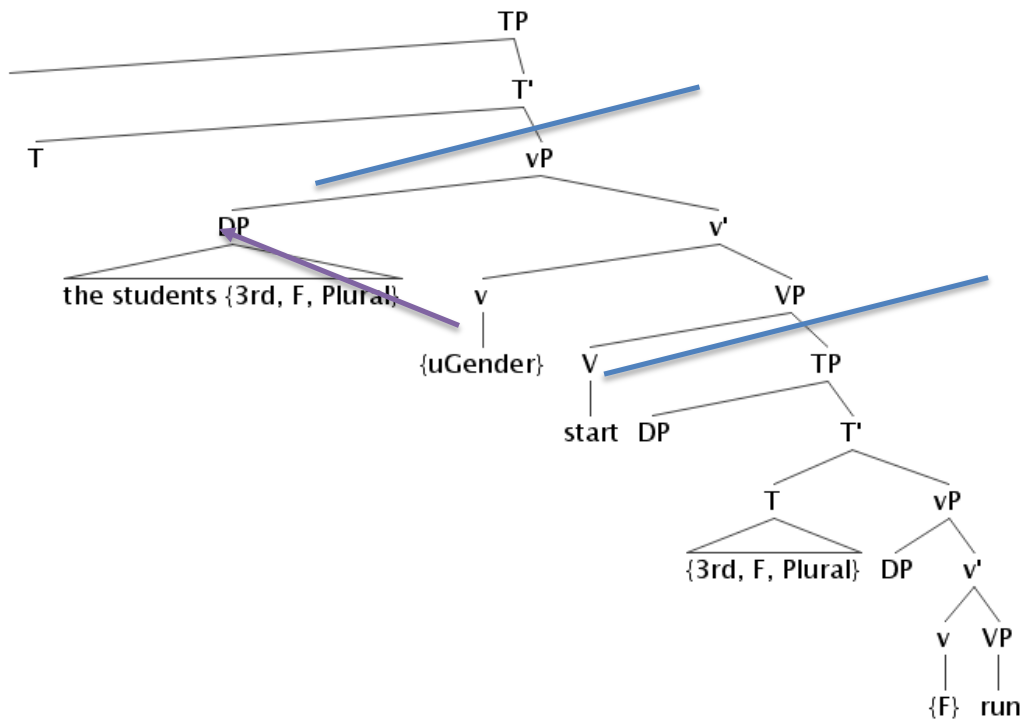 TP
T'
T vP
DP v'
the students {3rd, F, Plural} v VP
{uGender} V TP
start DP T'
T vP
{3rd, F, Plural} DP v'
v VP
{F} run